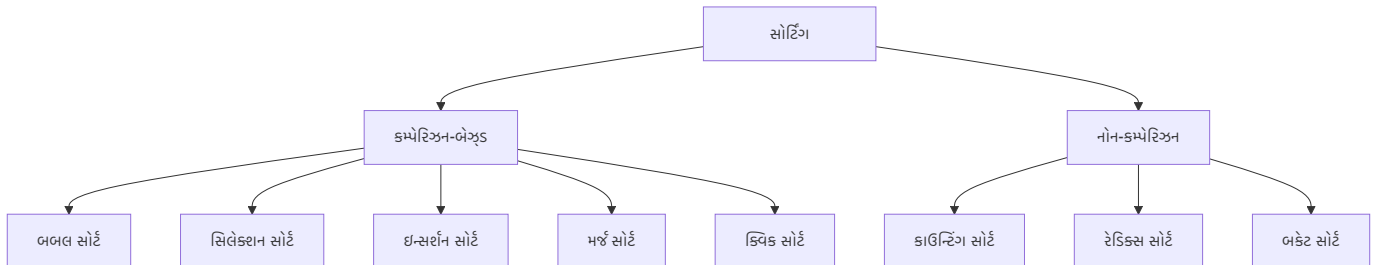 સોર્ટિંગ
કમ્પેરિઝન-બેઝ્ડ
નોન-કમ્પેરિઝન
બબલ સોર્ટ
સિલેક્શન સોર્ટ
ઇન્સર્શન સોર્ટ
મર્જ સોર્ટ
ક્વિક સોર્ટ
કાઉન્ટિંગ સોર્ટ
રેડિક્સ સોર્ટ
બકેટ સોર્ટ